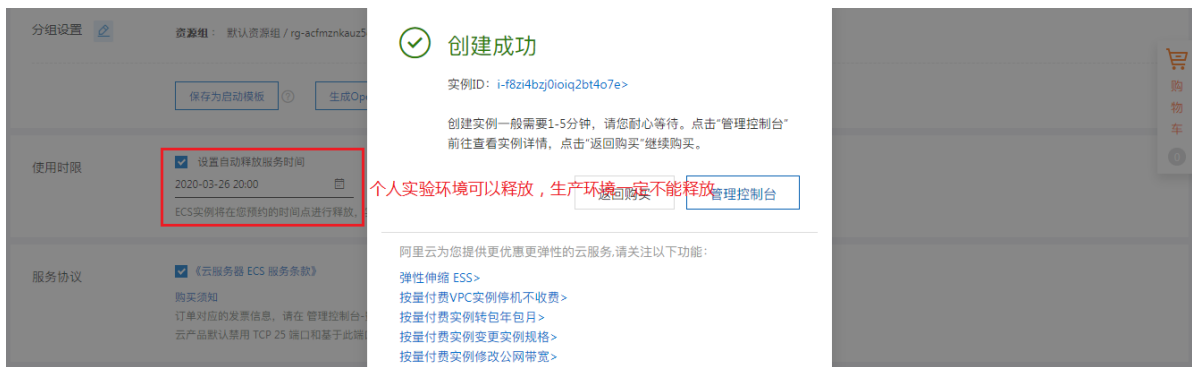 分组设置
资源组： 默认资源组 / rg-acfmznkauz5
保存为启动模板
生成Op
使用时限
设置自动释放服务时间
2020-03-26 20:00
ECS实例将在您预约的时间点进行释放，
服务协议
《云服务器 ECS 服务条款》
购买须知
订单对应的发票信息，请在 管理控制台-
云产品默认禁用 TCP 25 端口和基于此端
创建成功
实例ID：i-f8zi4bzj0ioiq2bt4o7e>
创建实例一般需要1-5分钟，请您耐心等待。点击“管理控制台”
前往查看实例详情，点击“返回购买”继续购买。
个人实验环境可以释放，生产环境一定不能释放
返回购买
管理控制台
阿里云为您提供更优惠更弹性的云服务,请关注以下功能：
弹性伸缩 ESS>
按量付费VPC实例停机不收费>
按量付费实例转包年包月>
按量付费实例变更实例规格>
按量付费实例修改公网带宽>
购
物
车
0